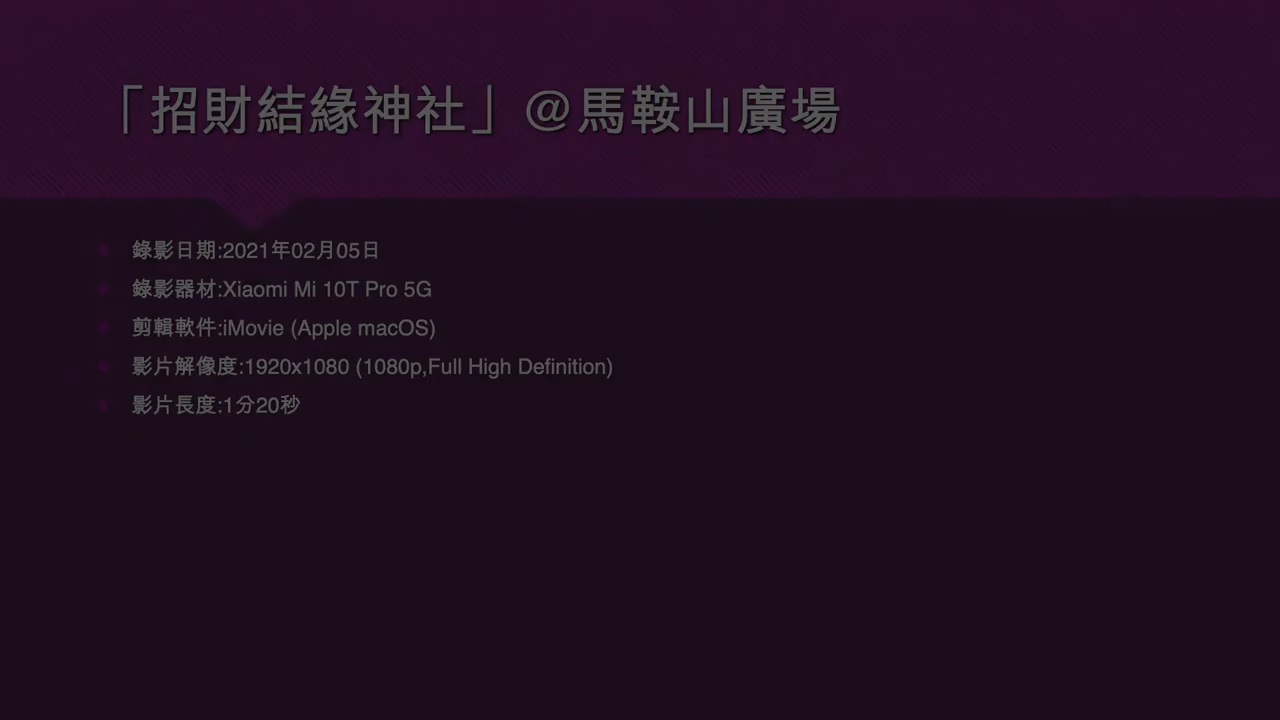 「招財結緣神社」@馬鞍山廣場
錄影日期:2021年02月05日
錄影器材:Xiaomi Mi 10T Pro 5G
剪輯軟件:iMovie (Apple macOS)
影片解像度:1920x1080 (1080p,Full High Definition)
影片長度:1分20秒